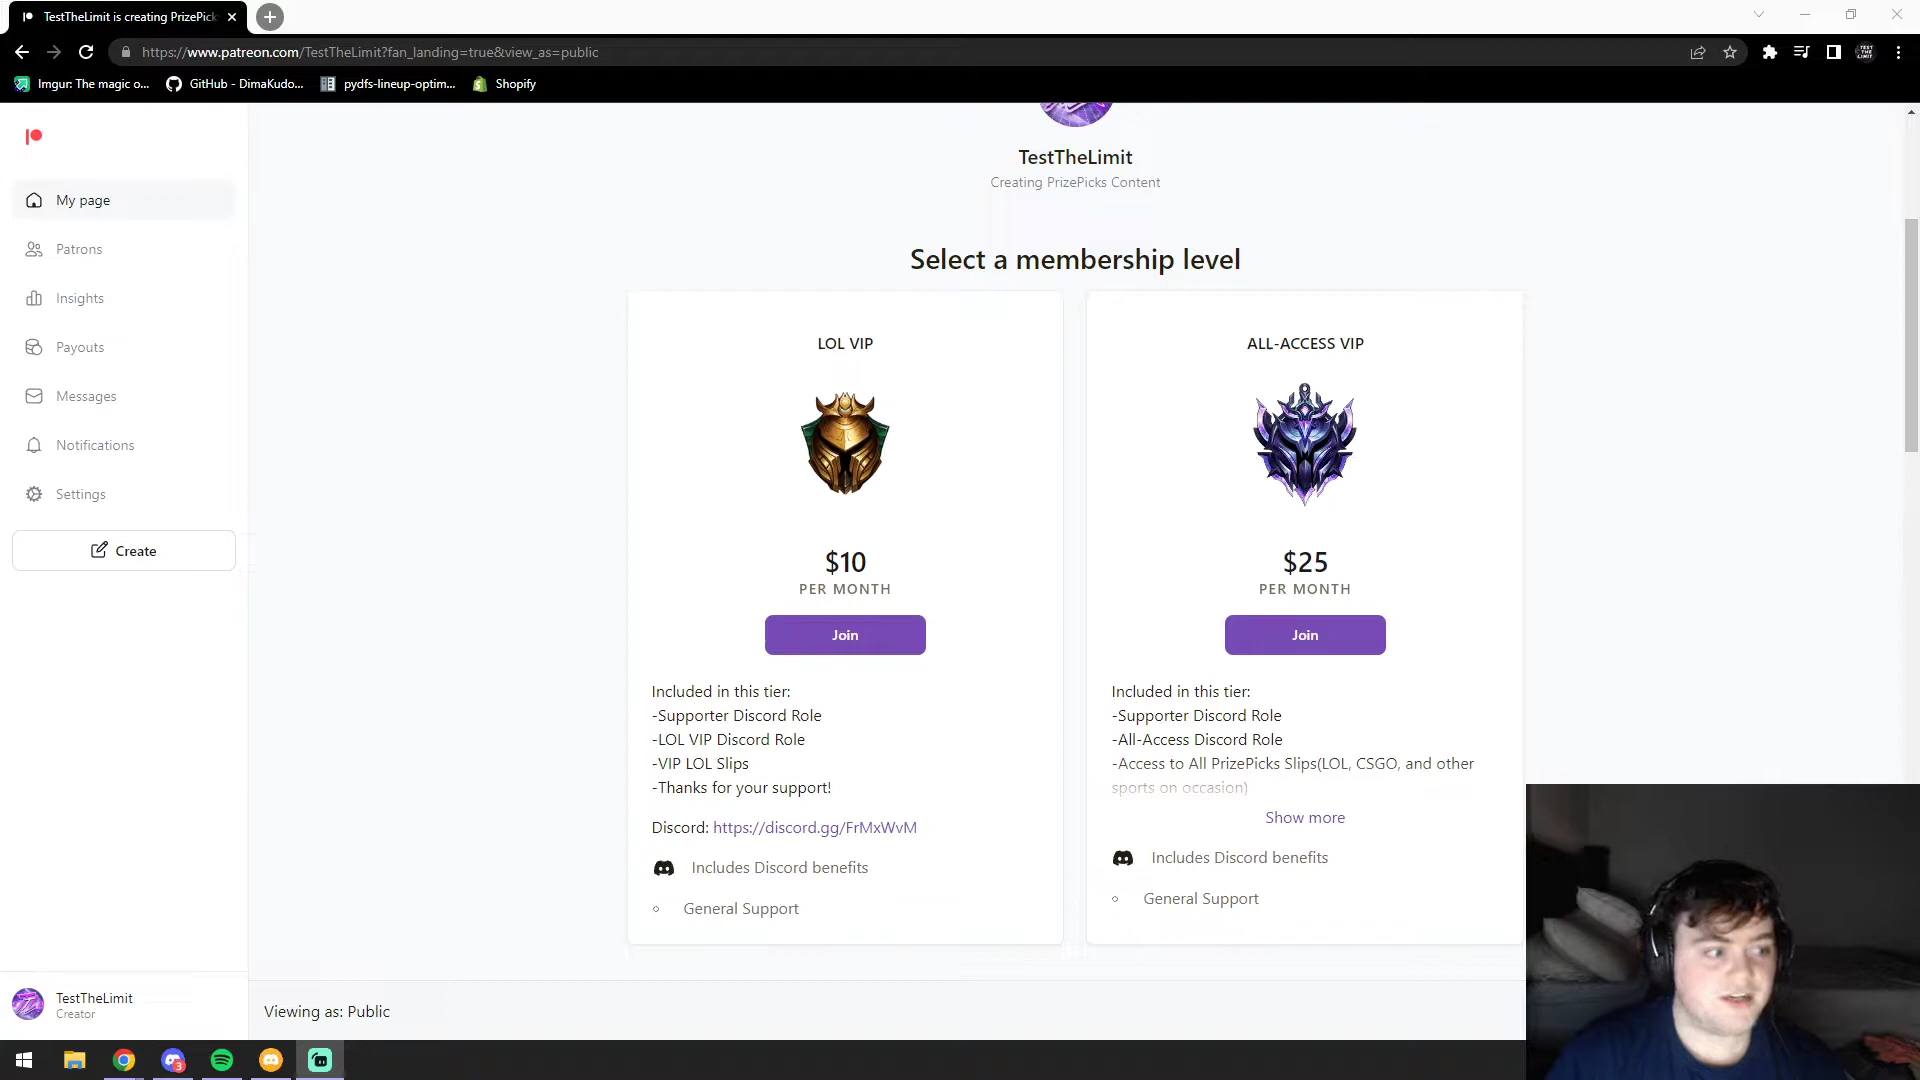 TestTheLimit is creating PrizePick
https://www.patreon.com/TestTheLimit?fan_landing=true&view_as=public
Imgur: The magic o...
GitHub - DimaKudo...
pydfs-lineup-optim...
Shopify
TestTheLimit
Creating PrizePicks Content
My page
Patrons
Insights
Payouts
Messages
Notifications
Settings
Create
Select a membership level
LOL VIP
$10
PER MONTH
Join
Included in this tier:
-Supporter Discord Role
-LOL VIP Discord Role
-VIP LOL Slips
-Thanks for your support!
Discord: https://discord.gg/FrMxWvM
Includes Discord benefits
General Support
ALL-ACCESS VIP
$25
PER MONTH
Join
Included in this tier:
-Supporter Discord Role
-All-Access Discord Role
-Access to All PrizePicks Slips(LOL, CSGO, and other
sports on occasion)
Show more
Includes Discord benefits
General Support
TestTheLimit
Creator
Viewing as: Public
3